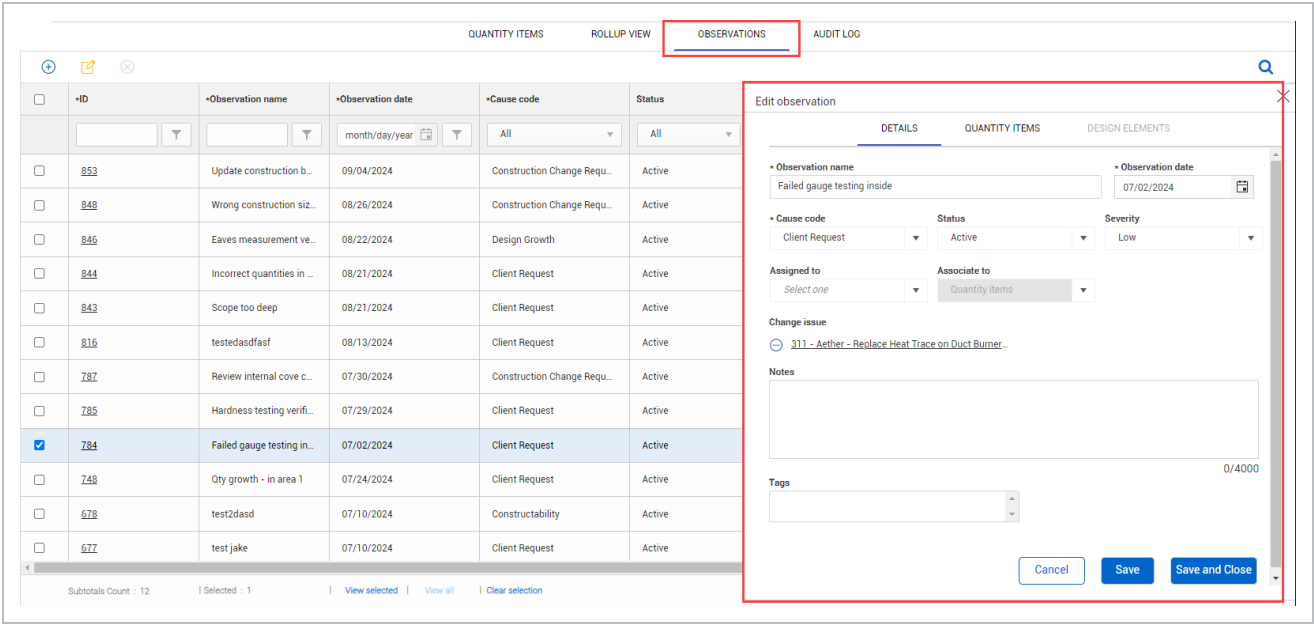 QUANTITY ITEMS ROLLUP VIEW OBSERVATIONS AUDIT LOG
*ID *Observation name *Observation date *Cause code Status
month/day/year All All
853 Update construction b... 09/04/2024 Construction Change Requ... Active
848 Wrong construction siz... 08/26/2024 Construction Change Requ... Active
846 Eaves measurement ve... 08/22/2024 Design Growth Active
844 Incorrect quantities in ... 08/21/2024 Client Request Active
843 Scope too deep 08/21/2024 Client Request Active
816 testedasdfasf 08/13/2024 Client Request Active
787 Review internal cove c... 07/30/2024 Construction Change Requ... Active
785 Hardness testing verifi... 07/29/2024 Client Request Active
784 Failed gauge testing in... 07/02/2024 Client Request Active
748 Qty growth - in area 1 07/24/2024 Client Request Active
678 test2dasd 07/10/2024 Constructability Active
677 test jake 07/10/2024 Client Request Active
Subtotals Count : 12 | Selected : 1 | View selected | View all | Clear selection
Edit observation
DETAILS QUANTITY ITEMS DESIGN ELEMENTS
* Observation name * Observation date
Failed gauge testing inside 07/02/2024
* Cause code Status Severity
Client Request Active Low
Assigned to Associate to
Select one Quantity items
Change issue
311 - Aether - Replace Heat Trace on Duct Burner...
Notes
0/4000
Tags
Cancel Save Save and Close